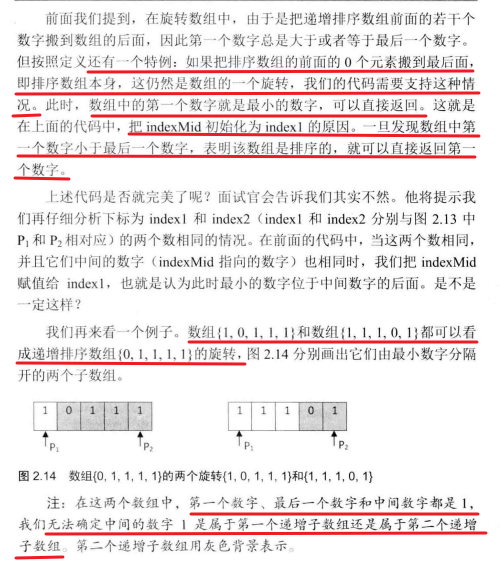 前面我们提到，在旋转数组中，由于是把递增排序数组前面的若干个
数字搬到数组的后面，因此第一个数字总是大于或者等于最后一个数字。
但按照定义还有一个特例：如果把排序数组的前面的 0 个元素搬到最后面，
即排序数组本身，这仍然是数组的一个旋转，我们的代码需要支持这种情
况。此时，数组中的第一个数字就是最小的数字，可以直接返回。这就是
在上面的代码中，把 indexMid 初始化为 index1 的原因。一旦发现数组中第
一个数字小于最后一个数字，表明该数组是排序的，就可以直接返回第一
个数字。
上述代码是否就完美了呢？面试官会告诉我们其实不然。他将提示我
们再仔细分析下标为 index1 和 index2（index1 和 index2 分别与图 2.13 中
P1 和 P2 相对应）的两个数相同的情况。在前面的代码中，当这两个数相同，
并且它们中间的数字（indexMid 指向的数字）也相同时，我们把 indexMid
赋值给 index1，也就是认为此时最小的数字位于中间数字的后面。是不是
一定这样？
我们再来看一个例子。数组{1, 0, 1, 1, 1}和数组{1, 1, 1, 0, 1}都可以看
成递增排序数组{0, 1, 1, 1, 1}的旋转，图 2.14 分别画出它们由最小数字分隔
开的两个子数组。
1 0 1 1 1 1 1 1 0 1
P1 P2 P1 P2
图 2.14 数组{0, 1, 1, 1, 1}的两个旋转{1, 0, 1, 1, 1}和{1, 1, 1, 0, 1}
注：在这两个数组中，第一个数字、最后一个数字和中间数字都是 1，
我们无法确定中间的数字 1 是属于第一个递增子数组还是属于第二个递增
子数组。第二个递增子数组用灰色背景表示。